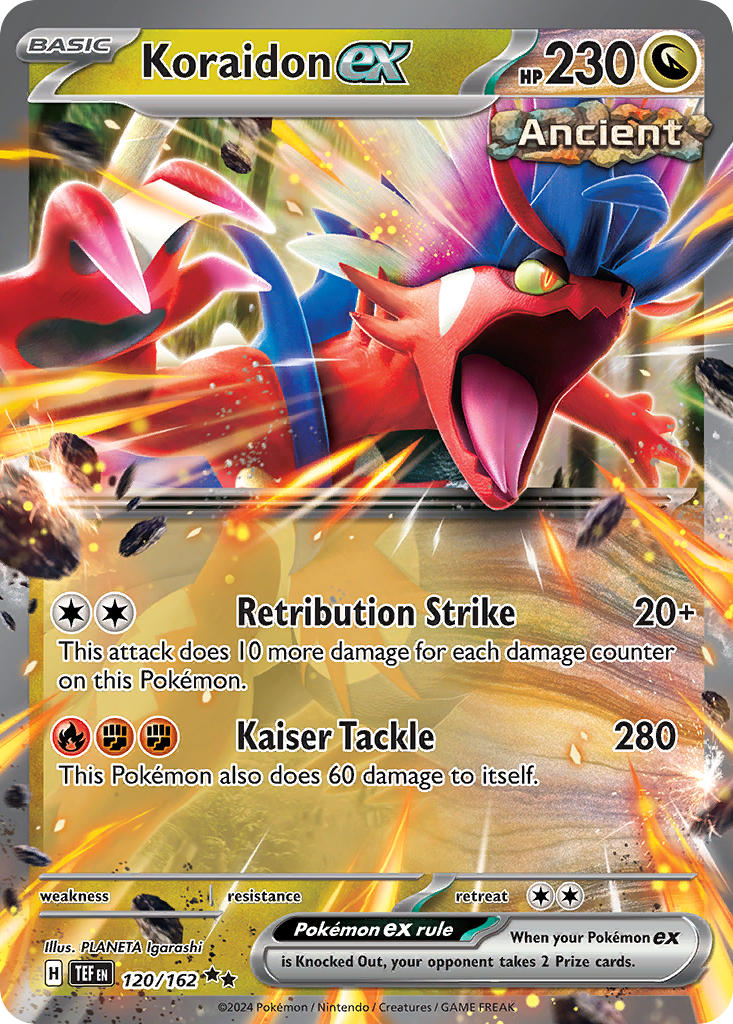 BASIC
Koraidon ex
HP 230
Ancient
Retribution Strike 20+
This attack does 10 more damage for each damage counter
on this Pokémon.
Kaiser Tackle 280
This Pokémon also does 60 damage to itself.
weakness resistance retreat
Illus. PLANETA Igarashi
Pokémon ex rule
When your Pokémon ex
is Knocked Out, your opponent takes 2 Prize cards.
H TEF EN 120/162 ★★
©2024 Pokémon / Nintendo / Creatures / GAME FREAK